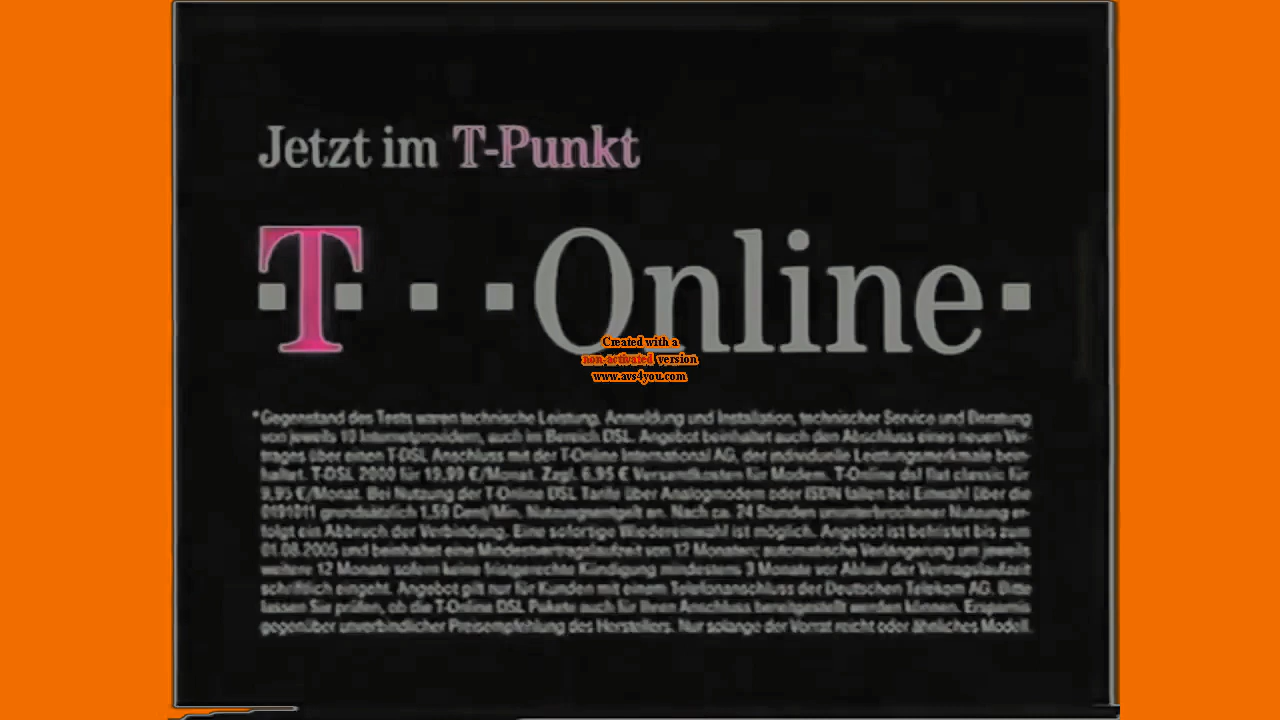 Jetzt im T-Punkt
T · · · Online ·
Created with a
non-activated version
www.avs4you.com
*Gegenstand des Tests waren technische Leistung, Anmeldung und Installation, technischer Service und Beratung
von jeweils 10 Internetprovidern, auch im Bereich DSL. Angebot beinhaltet auch den Abschluss eines neuen Ver-
trages über einen T-DSL Anschluss mit der T-Online International AG, der individuelle Leistungsmerkmale bein-
haltet. T-DSL 2000 für 19,99 €/Monat. Zzgl. 6,95 € Versandkosten für Modem. T-Online dsl flat classic für
9,95 €/Monat. Bei Nutzung der T-Online DSL Tarife über Analogmodem oder ISDN fallen bei Einwahl über die
0191011 grundsätzlich 1,59 Cent/Min. Nutzungsentgelt an. Nach ca. 24 Stunden ununterbrochener Nutzung er-
folgt ein Abbruch der Verbindung. Eine sofortige Wiedereinwahl ist möglich. Angebot ist befristet bis zum
01.08.2005 und beinhaltet eine Mindestvertragslaufzeit von 12 Monaten; automatische Verlängerung um jeweils
weitere 12 Monate sofern keine fristgerechte Kündigung mindestens 3 Monate vor Ablauf der Vertragslaufzeit
schriftlich eingeht. Angebot gilt nur für Kunden mit einem Telefonanschluss der Deutschen Telekom AG. Bitte
lassen Sie prüfen, ob die T-Online DSL Pakete auch für Ihren Anschluss bereitgestellt werden können. Ersparnis
gegenüber unverbindlicher Preisempfehlung des Herstellers. Nur solange der Vorrat reicht oder ähnliches Modell.